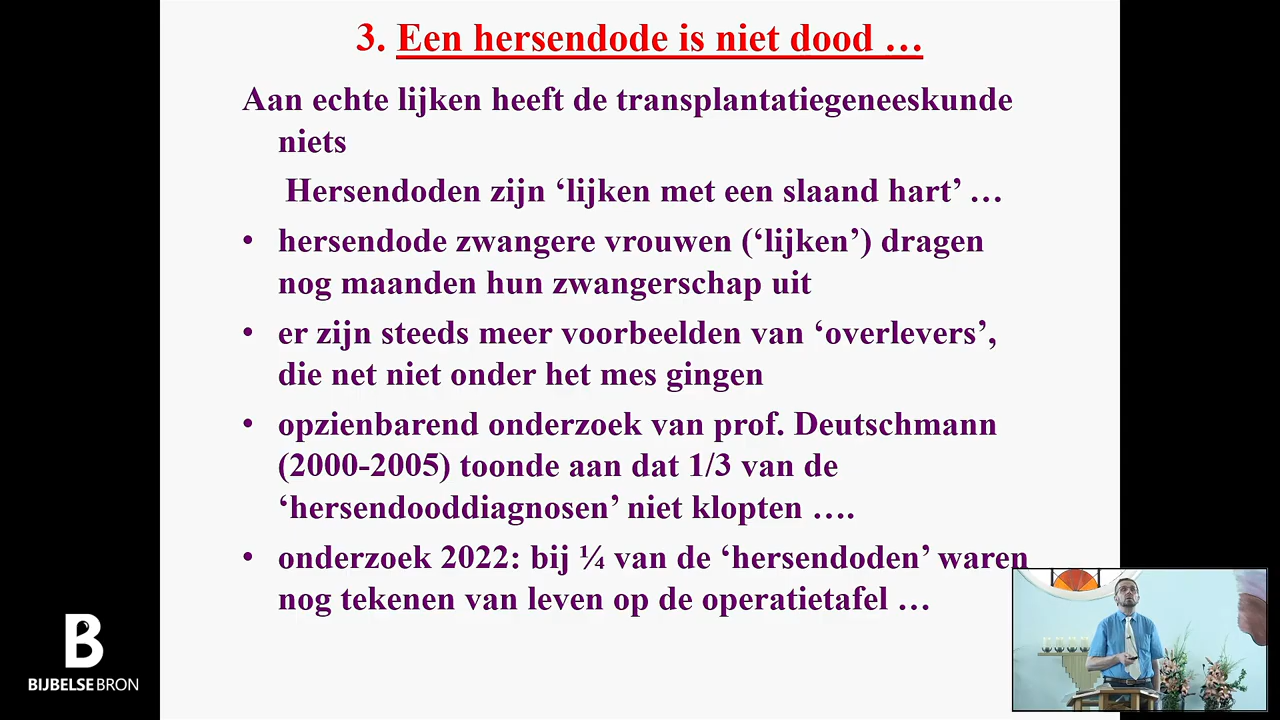 3. Een hersendode is niet dood …
Aan echte lijken heeft de transplantatiegeneeskunde
niets
Hersendoden zijn ‘lijken met een slaand hart’ …
• hersendode zwangere vrouwen (‘lijken’) dragen
nog maanden hun zwangerschap uit
• er zijn steeds meer voorbeelden van ‘overlevers’,
die net niet onder het mes gingen
• opzienbarend onderzoek van prof. Deutschmann
(2000-2005) toonde aan dat 1/3 van de
‘hersendooddiagnosen’ niet klopten ….
• onderzoek 2022: bij ¼ van de ‘hersendoden’ waren
nog tekenen van leven op de operatietafel …
B
BIJBELSEBRON